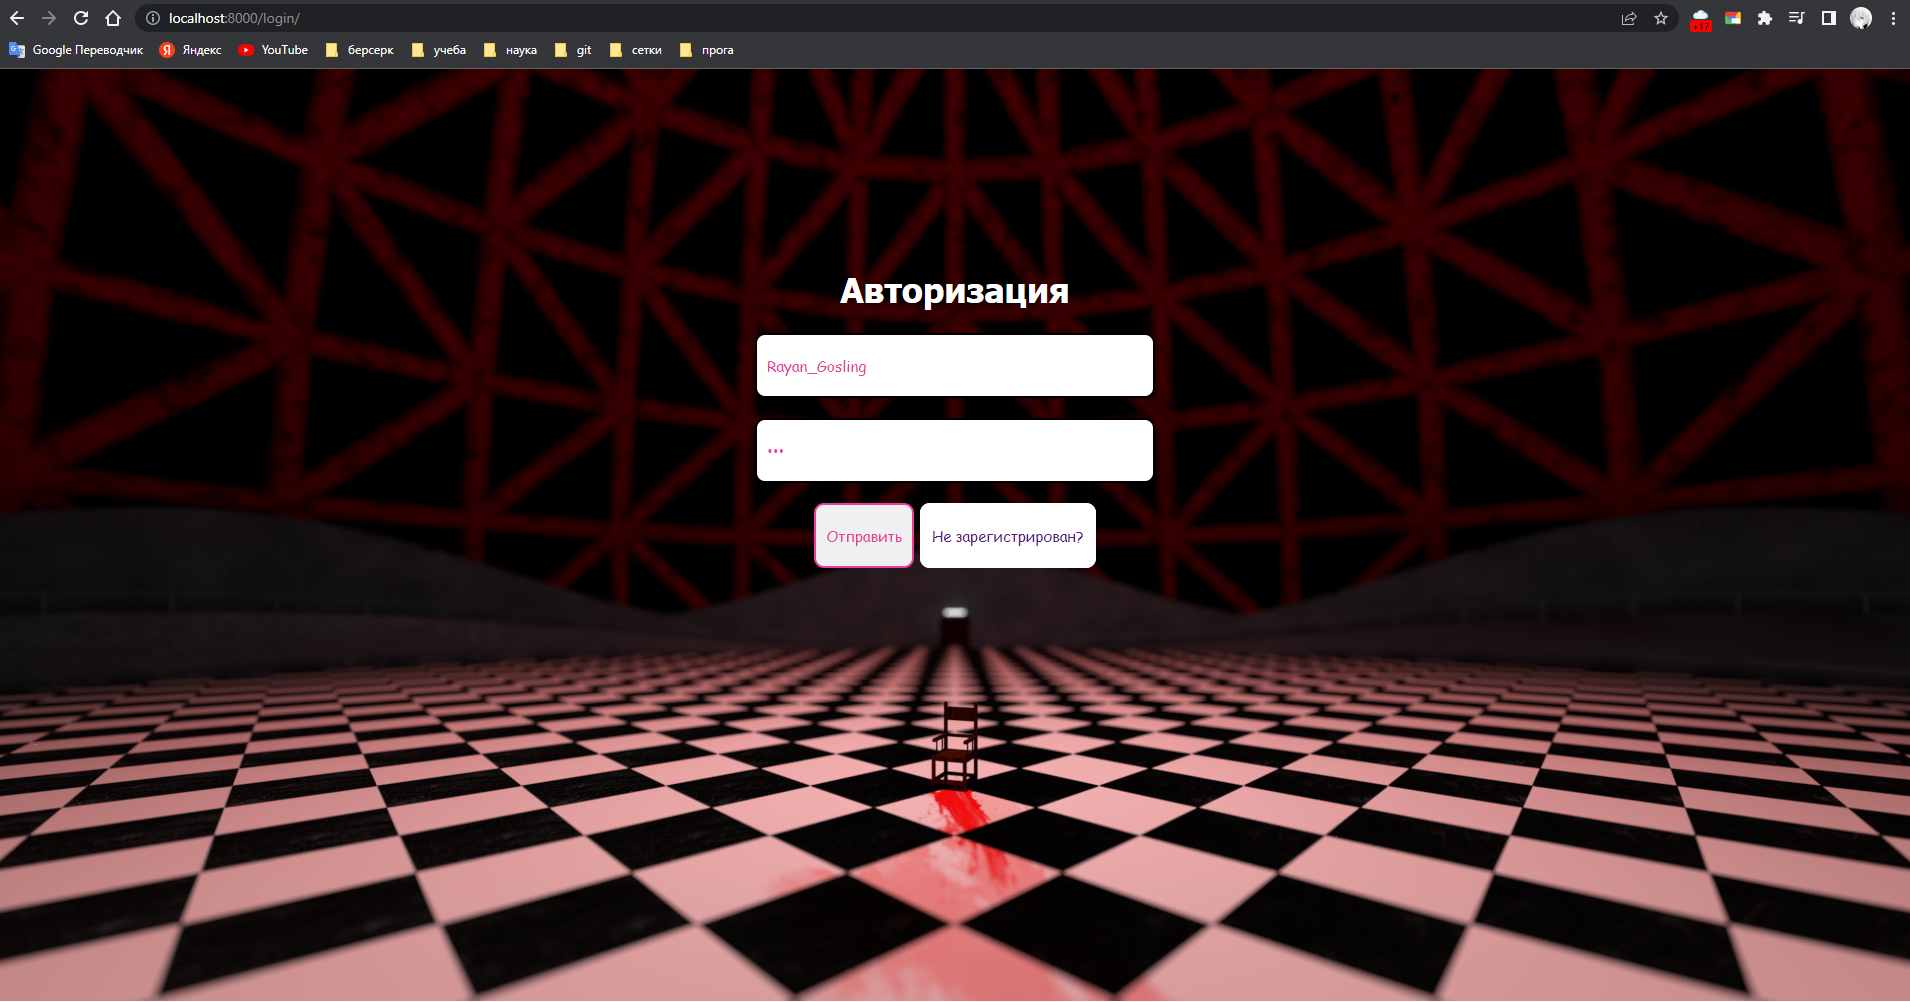 localhost:8000/login/
Google Переводчик Яндекс YouTube берсерк учеба наука git сетки прога
Авторизация
Rayan_Gosling
•••
Отправить Не зарегистрирован?